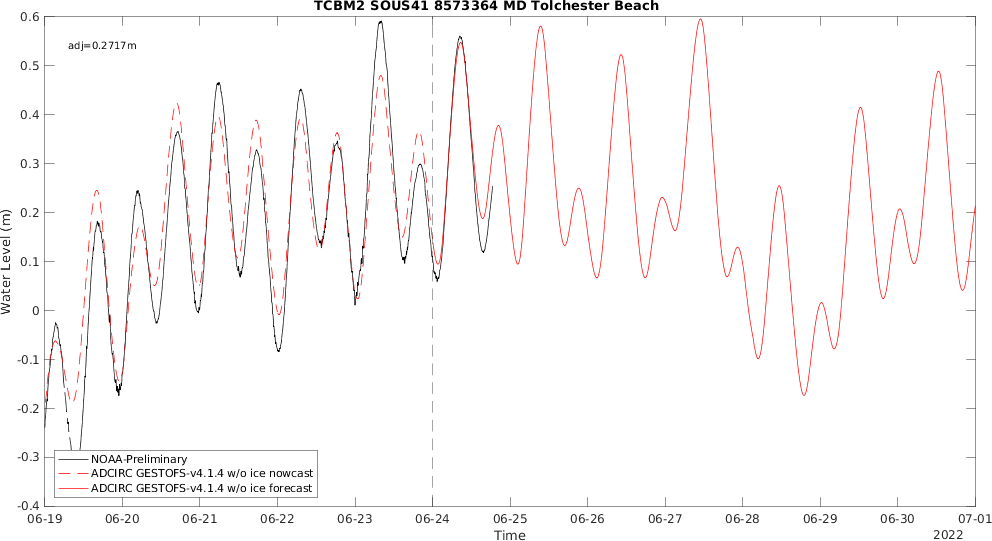 TCBM2 SOUS41 8573364 MD Tolchester Beach
adj=0.2717m
0.6
0.5
0.4
0.3
0.2
0.1
0
-0.1
-0.2
-0.3
-0.4
Water Level (m)
NOAA-Preliminary
ADCIRC GESTOFS-v4.1.4 w/o ice nowcast
ADCIRC GESTOFS-v4.1.4 w/o ice forecast
06-19 06-20 06-21 06-22 06-23 06-24 06-25 06-26 06-27 06-28 06-29 06-30 07-01
Time
2022